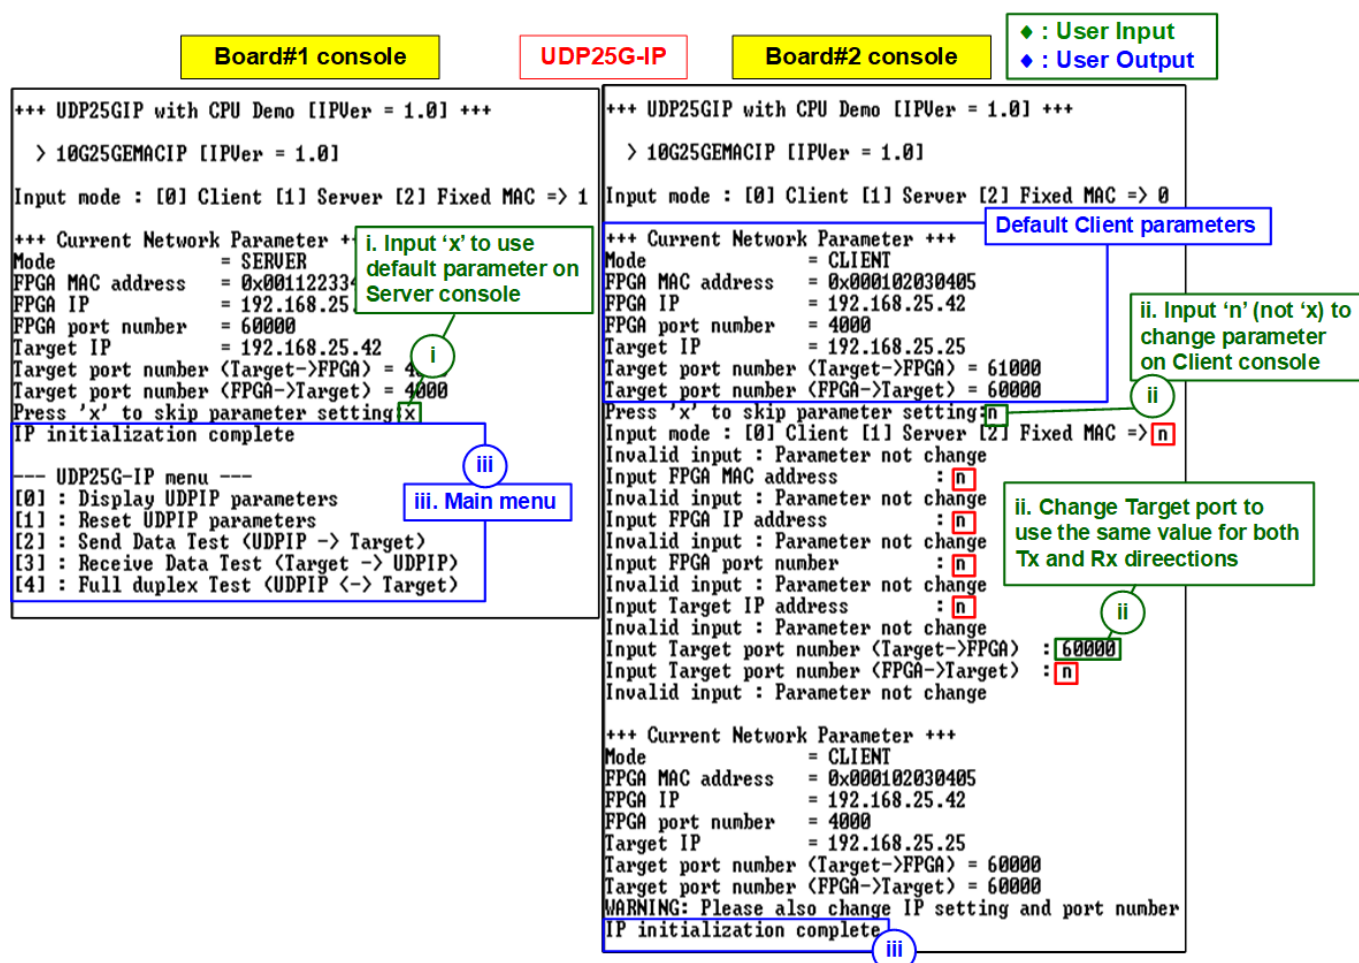 Board#1 console
UDP25G-IP
Board#2 console
♦ : User Input
♦ : User Output
+++ UDP25GIP with CPU Demo [IPVer = 1.0] +++
> 10G25GEMACIP [IPVer = 1.0]
Input mode : [0] Client [1] Server [2] Fixed MAC => 1
+++ Current Network Parameter +
Mode = SERVER
FPGA MAC address = 0x00112233
FPGA IP = 192.168.25.
FPGA port number = 60000
Target IP = 192.168.25.42
Target port number (Target->FPGA) = 4
Target port number (FPGA->Target) = 4000
Press 'x' to skip parameter setting:x
IP initialization complete
--- UDP25G-IP menu ---
[0] : Display UDPIP parameters
[1] : Reset UDPIP parameters
[2] : Send Data Test (UDPIP -> Target)
[3] : Receive Data Test (Target -> UDPIP)
[4] : Full duplex Test (UDPIP <-> Target)
i. Input ‘x’ to use
default parameter on
Server console
i
iii
iii. Main menu
+++ UDP25GIP with CPU Demo [IPVer = 1.0] +++
> 10G25GEMACIP [IPVer = 1.0]
Input mode : [0] Client [1] Server [2] Fixed MAC => 0
Default Client parameters
+++ Current Network Parameter +++
Mode = CLIENT
FPGA MAC address = 0x000102030405
FPGA IP = 192.168.25.42
FPGA port number = 4000
Target IP = 192.168.25.25
Target port number (Target->FPGA) = 61000
Target port number (FPGA->Target) = 60000
Press 'x' to skip parameter setting:n
Input mode : [0] Client [1] Server [2] Fixed MAC => n
Invalid input : Parameter not change
Input FPGA MAC address : n
Invalid input : Parameter not change
Input FPGA IP address : n
Invalid input : Parameter not change
Input FPGA port number : n
Invalid input : Parameter not change
Input Target IP address : n
Invalid input : Parameter not change
Input Target port number (Target->FPGA) : 60000
Input Target port number (FPGA->Target) : n
Invalid input : Parameter not change
+++ Current Network Parameter +++
Mode = CLIENT
FPGA MAC address = 0x000102030405
FPGA IP = 192.168.25.42
FPGA port number = 4000
Target IP = 192.168.25.25
Target port number (Target->FPGA) = 60000
Target port number (FPGA->Target) = 60000
WARNING: Please also change IP setting and port number
IP initialization complete
iii
ii. Input ‘n’ (not ‘x) to
change parameter
on Client console
ii
ii. Change Target port to
use the same value for both
Tx and Rx direections
ii